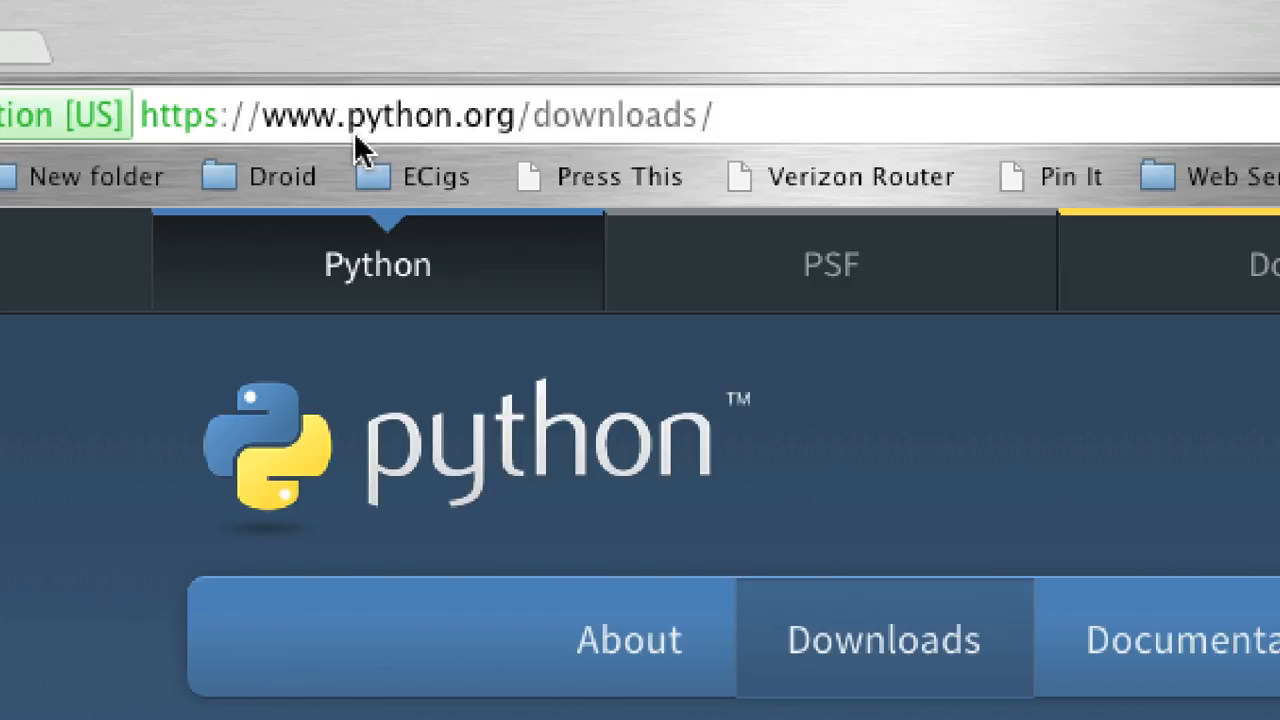 tion [US] https://www.python.org/downloads/
New folder Droid ECigs Press This Verizon Router Pin It Web Se
Python PSF Do
python™
About Downloads Documenta